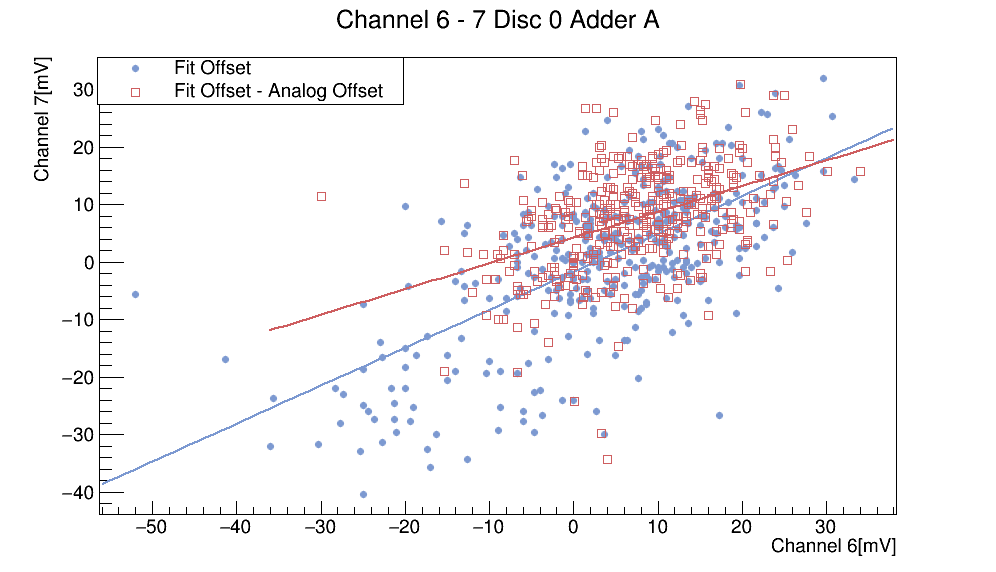 Channel 6 - 7 Disc 0 Adder A
Channel 7[mV]
Fit Offset
Fit Offset - Analog Offset
30
20
10
0
−10
−20
−30
−40
−50 −40 −30 −20 −10 0 10 20 30
Channel 6[mV]